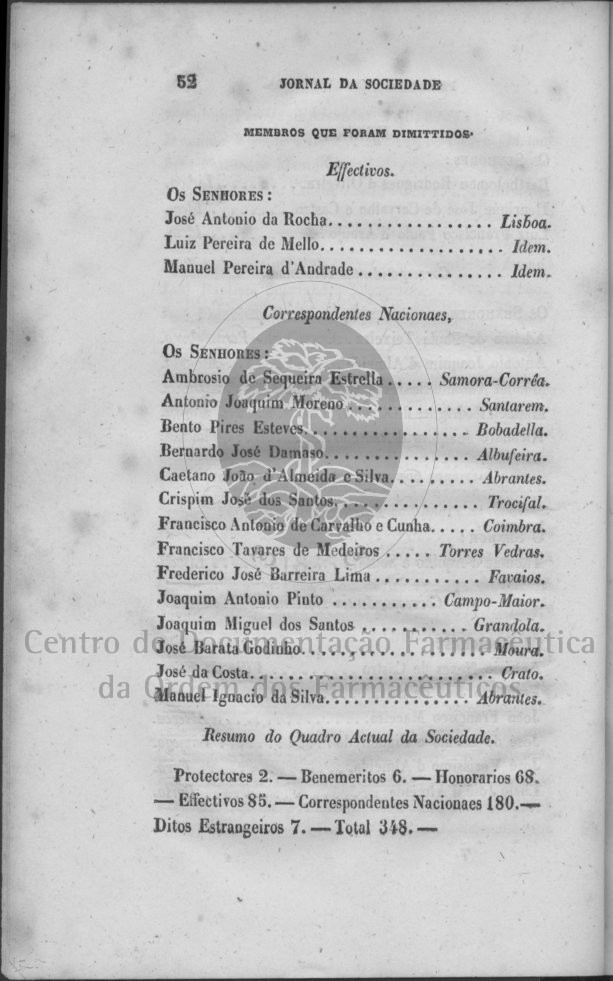 52 JORNAL DA SOCIEDADE
MEMBROS QUE FORAM DIMITTIDOS.
Effectivos.
Os Senhores :
José Antonio da Rocha.................. Lisboa.
Luiz Pereira de Mello................... Idem.
Manuel Pereira d'Andrade ............... Idem.
Correspondentes Nacionaes,
Os Senhores :
Ambrosio de Sequeira Estrella ..... Samora-Corrêa.
Antonio Joaquim Moreno ............. Santarem.
Bento Pires Esteves.................. Bobadella.
Bernardo José Damaso................ Albufeira.
Caetano João d'Almeida e Silva......... Abrantes.
Crispim José dos Santos............... Trocifal.
Francisco Antonio de Carvalho e Cunha..... Coimbra.
Francisco Tavares de Medeiros ..... Torres Vedras.
Frederico José Barreira Lima ........... Favaios.
Joaquim Antonio Pinto ........... Campo-Maior.
Joaquim Miguel dos Santos ........... Grandola.
Centro de Documentação Farmacêutica
José Barata Godinho.................... Moura.
José da Costa......................... Crato.
da Ordem dos Farmacêuticos
Manuel Ignacio da Silva............... Abrantes.
Resumo do Quadro Actual da Sociedade.
Protectores 2. — Benemeritos 6. — Honorarios 68.
— Effectivos 85. — Correspondentes Nacionaes 180.—
Ditos Estrangeiros 7. — Total 348. —